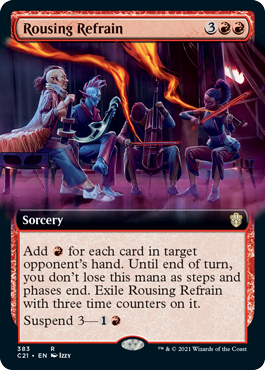 Rousing Refrain 3
Sorcery
Add for each card in target
opponent's hand. Until end of turn,
you don't lose this mana as steps and
phases end. Exile Rousing Refrain
with three time counters on it.
Suspend 3—1
383 R
C21 • EN Izzy ™ & © 2021 Wizards of the Coast